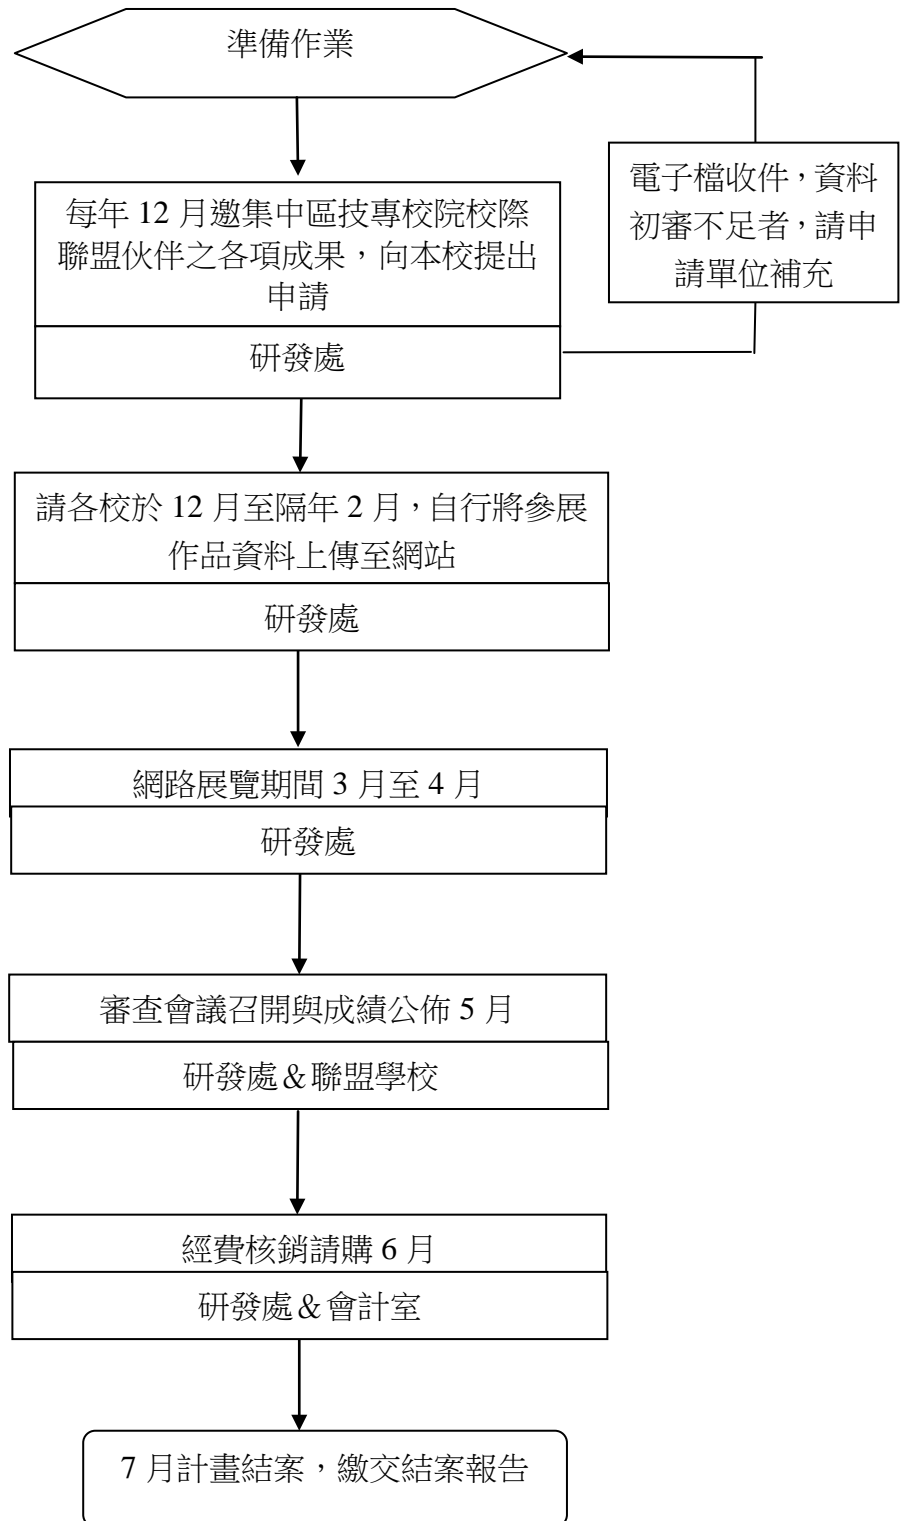 準備作業
電子檔收件，資料
初審不足者，請申
請單位補充
每年 12 月邀集中區技專校院校際
聯盟伙伴之各項成果，向本校提出
申請
研發處
請各校於 12 月至隔年 2 月，自行將參展
作品資料上傳至網站
研發處
網路展覽期間 3 月至 4 月
研發處
審查會議召開與成績公佈 5 月
研發處＆聯盟學校
經費核銷請購 6 月
研發處＆會計室
7 月計畫結案，繳交結案報告